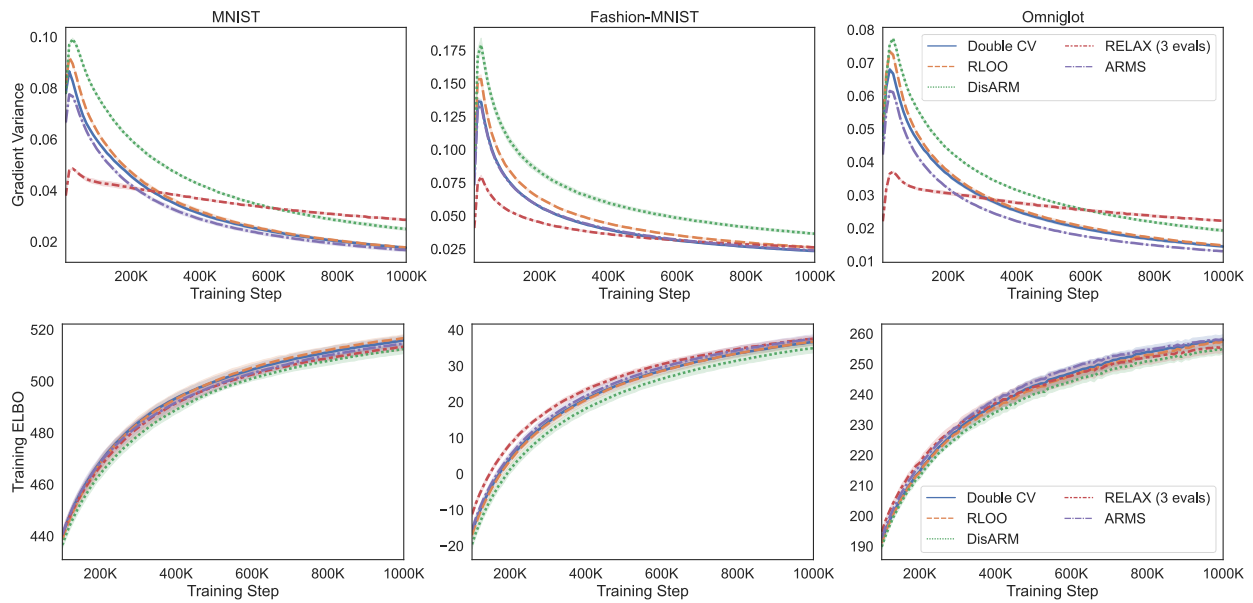 MNIST
Fashion-MNIST
Omniglot
Gradient Variance
0.10
0.08
0.06
0.04
0.02
200K 400K 600K 800K 1000K
Training Step
0.175
0.150
0.125
0.100
0.075
0.050
0.025
200K 400K 600K 800K 1000K
Training Step
0.08
0.07
0.06
0.05
0.04
0.03
0.02
0.01
200K 400K 600K 800K 1000K
Training Step
Double CV
RLOO
DisARM
RELAX (3 evals)
ARMS
Training ELBO
520
500
480
460
440
200K 400K 600K 800K 1000K
Training Step
40
30
20
10
0
−10
−20
200K 400K 600K 800K 1000K
Training Step
260
250
240
230
220
210
200
190
200K 400K 600K 800K 1000K
Training Step
Double CV
RLOO
DisARM
RELAX (3 evals)
ARMS